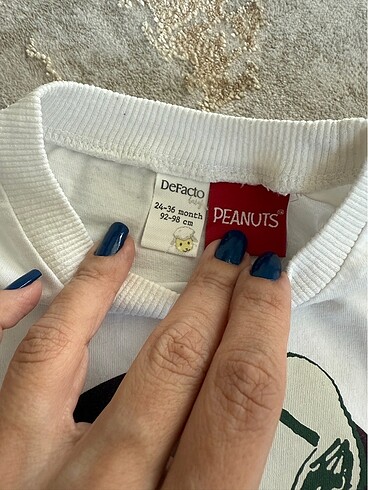 DeFacto
baby
24-36 month
92-98 cm
PEANUTS